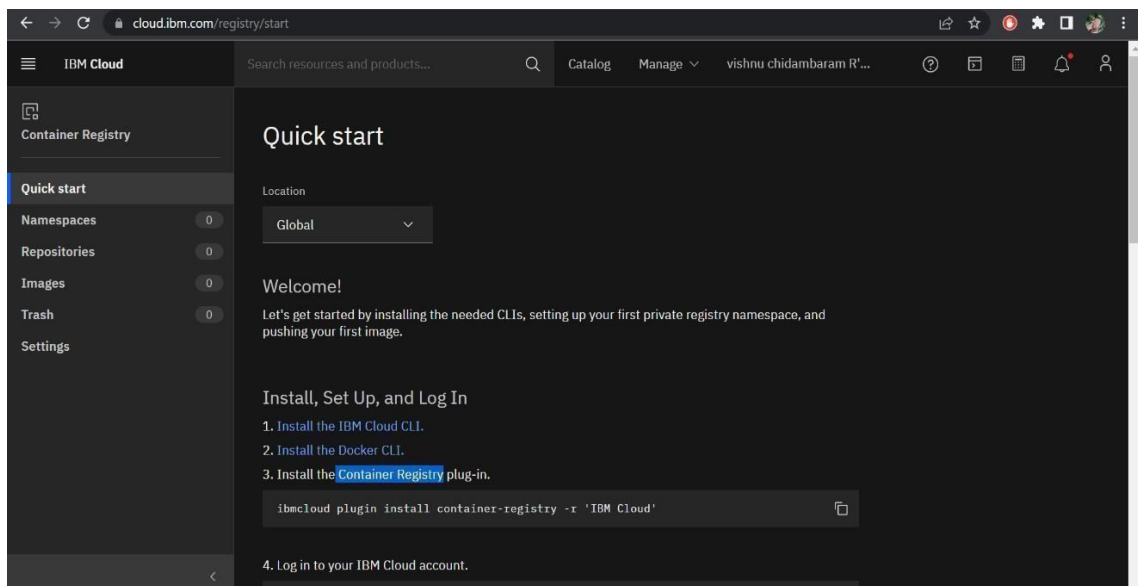 cloud.ibm.com/registry/start
IBM Cloud
Search resources and products...
Catalog
Manage
vishnu chidambaram R'...
Container Registry
Quick start
Namespaces 0
Repositories 0
Images 0
Trash 0
Settings
Quick start
Location
Global
Welcome!
Let's get started by installing the needed CLIs, setting up your first private registry namespace, and
pushing your first image.
Install, Set Up, and Log In
1. Install the IBM Cloud CLI.
2. Install the Docker CLI.
3. Install the Container Registry plug-in.
ibmcloud plugin install container-registry -r 'IBM Cloud'
4. Log in to your IBM Cloud account.